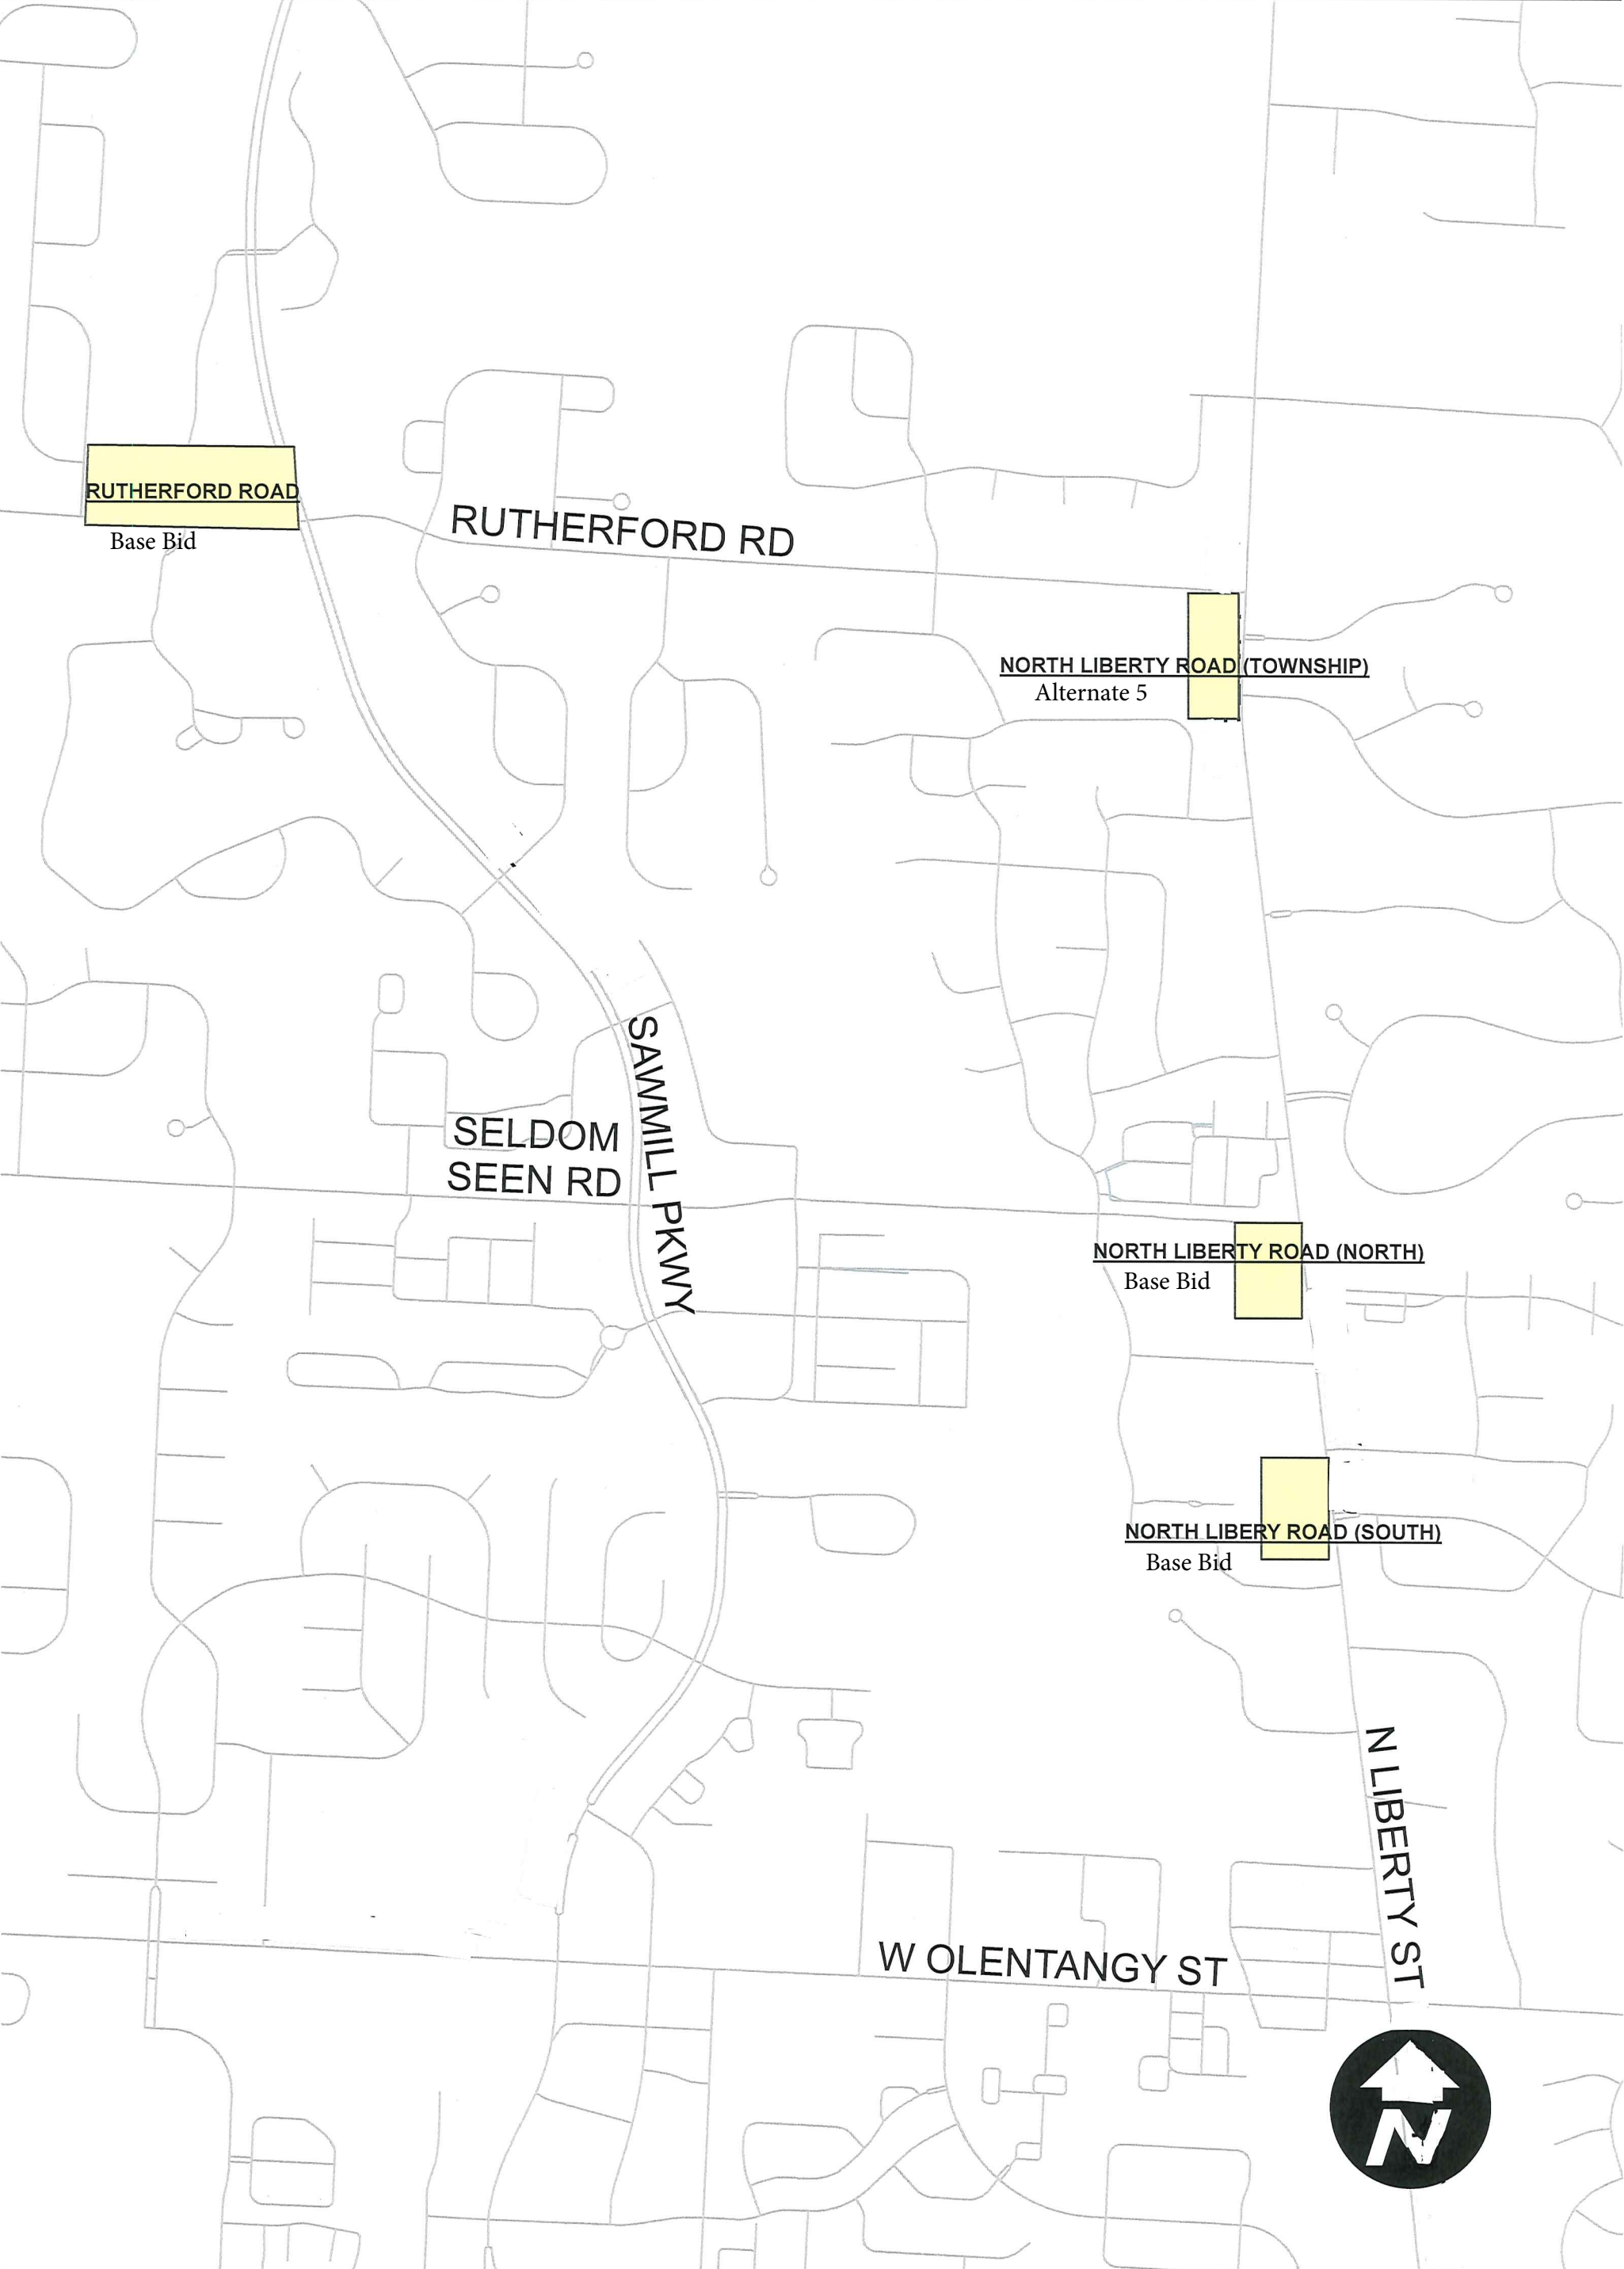 RUTHERFORD ROAD
Base Bid
RUTHERFORD RD
NORTH LIBERTY ROAD (TOWNSHIP)
Alternate 5
SAWMILL PKWY
SELDOM
SEEN RD
NORTH LIBERTY ROAD (NORTH)
Base Bid
NORTH LIBERY ROAD (SOUTH)
Base Bid
N LIBERTY ST
W OLENTANGY ST
N